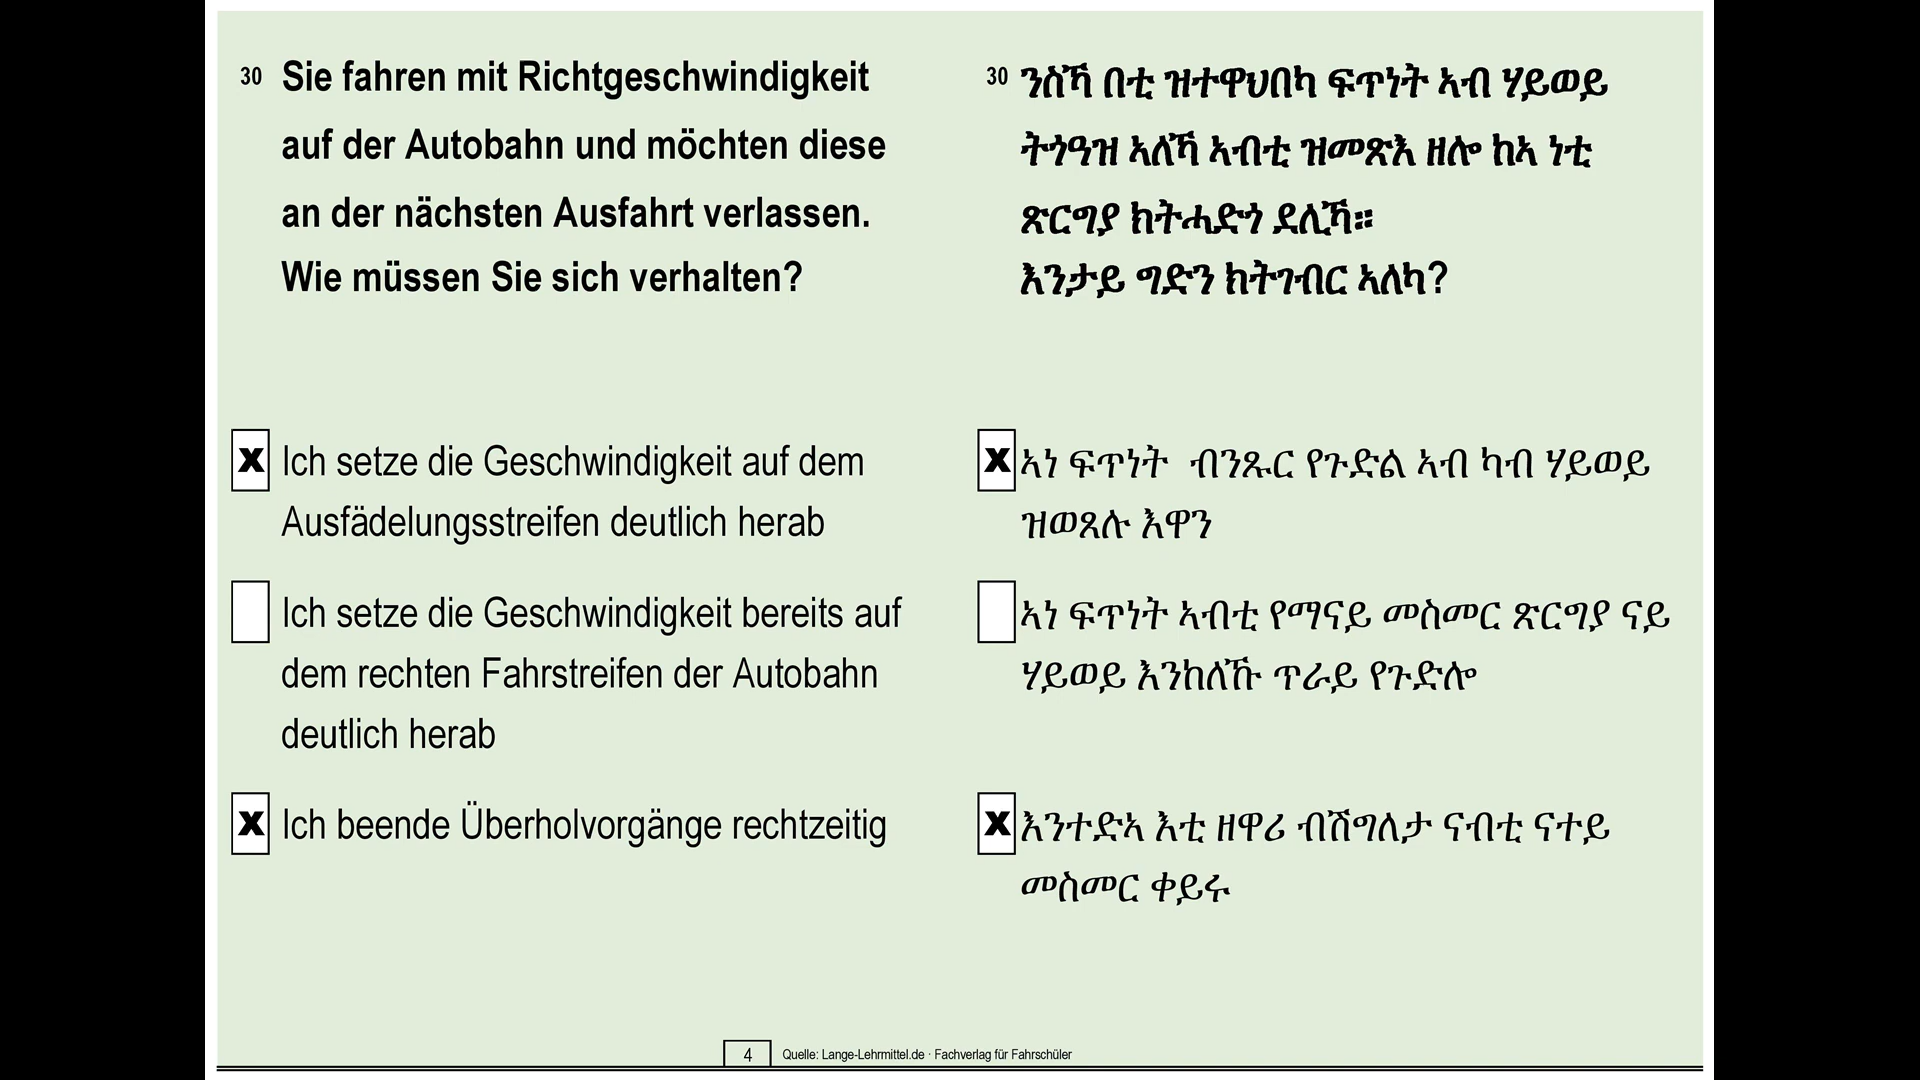 30 Sie fahren mit Richtgeschwindigkeit
auf der Autobahn und möchten diese
an der nächsten Ausfahrt verlassen.
Wie müssen Sie sich verhalten?
X Ich setze die Geschwindigkeit auf dem
Ausfädelungsstreifen deutlich herab
Ich setze die Geschwindigkeit bereits auf
dem rechten Fahrstreifen der Autobahn
deutlich herab
X Ich beende Überholvorgänge rechtzeitig
30 ንስኻ በቲ ዝተዋህበካ ፍጥነት ኣብ ሃይወይ
ትጎዓዝ ኣለኻ ኣብቲ ዝመጽእ ዘሎ ከኣ ነቲ
ጽርግያ ክትሓድጎ ደሊኻ።
እንታይ ግድን ክትገብር ኣለካ?
X ኣነ ፍጥነት ብንጹር የጉድል ኣብ ካብ ሃይወይ
ዝወጸሉ እዋን
ኣነ ፍጥነት ኣብቲ የማናይ መስመር ጽርግያ ናይ
ሃይወይ እንከለኹ ጥራይ የጉድሎ
X እንተድኣ እቲ ዘዋሪ ብሽግለታ ናብቲ ናተይ
መስመር ቀይሩ
4 Quelle: Lange-Lehrmittel.de · Fachverlag für Fahrschüler